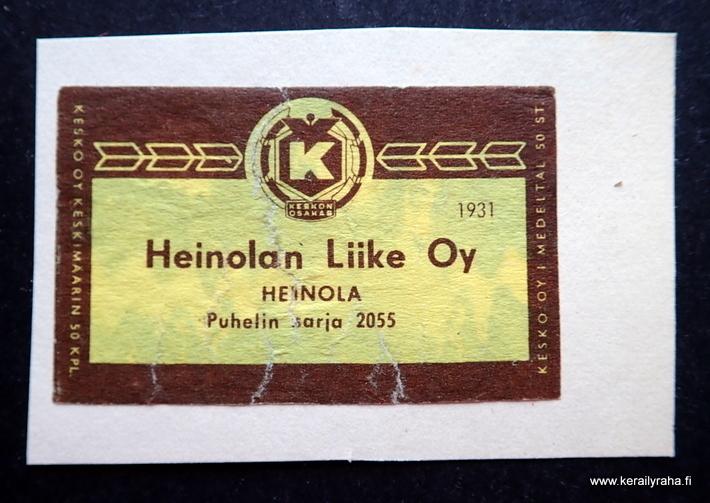 K
KESKON
OSAKAS
1931
Heinolan Liike Oy
HEINOLA
Puhelin sarja 2055
KESKO OY KESKIMÄÄRIN 50 KPL.
KESKO OY I MEDELTAL 50 ST.
www.kerailyraha.fi